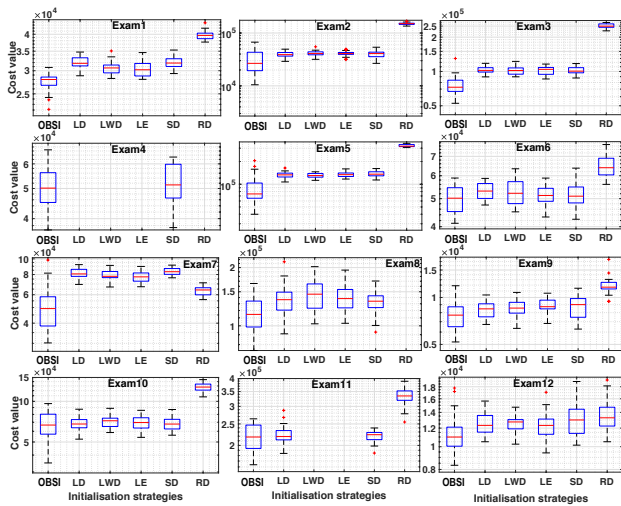 ×10⁴ Exam1
4
3.5
3
2.5
Cost value
OBSI LD LWD LE SD RD
Exam2
10⁵
10⁴
OBSI LD LWD LE SD RD
×10⁵ Exam3
2.5
2
1.5
1
0.5
OBSI LD LWD LE SD RD
×10⁴ Exam4
6
5
4
Cost value
OBSI LD LWD LE SD RD
Exam5
10⁵
OBSI LD LWD LE SD RD
×10⁴ Exam6
7
6
5
4
OBSI LD LWD LE SD RD
×10⁴ Exam7
10
8
6
4
Cost value
OBSI LD LWD LE SD RD
×10⁵ Exam8
2
1.5
1
OBSI LD LWD LE SD RD
×10⁴ Exam9
15
10
5
OBSI LD LWD LE SD RD
×10⁴ Exam10
15
10
5
Cost value
OBSI LD LWD LE SD RD
Initialisation strategies
×10⁵ Exam11
4
3.5
3
2.5
2
OBSI LD LWD LE SD RD
Initialisation strategies
×10⁴ Exam12
1.8
1.6
1.4
1.2
1
0.8
OBSI LD LWD LE SD RD
Initialisation strategies